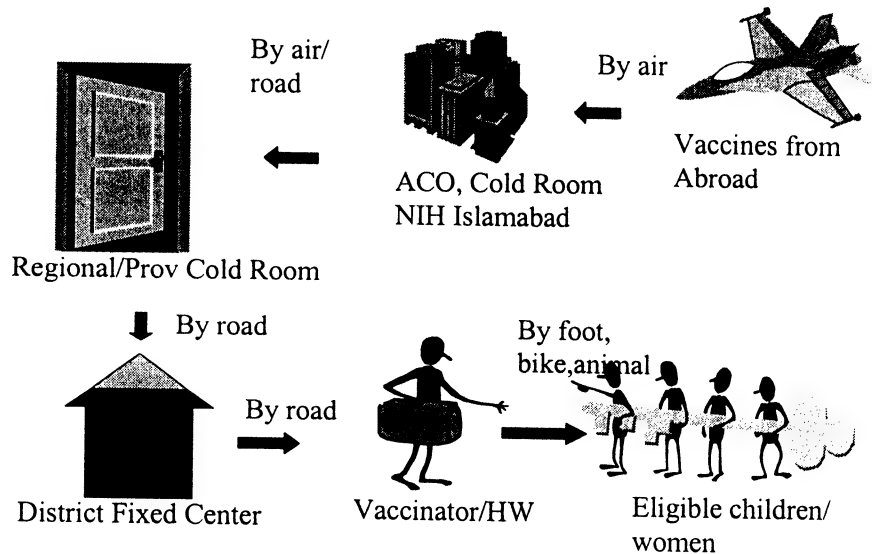 By air
Vaccines from
Abroad
By air/
road
ACO, Cold Room
NIH Islamabad
Regional/Prov Cold Room
By road
District Fixed Center
By road
Vaccinator/HW
By foot,
bike,animal
Eligible children/
women